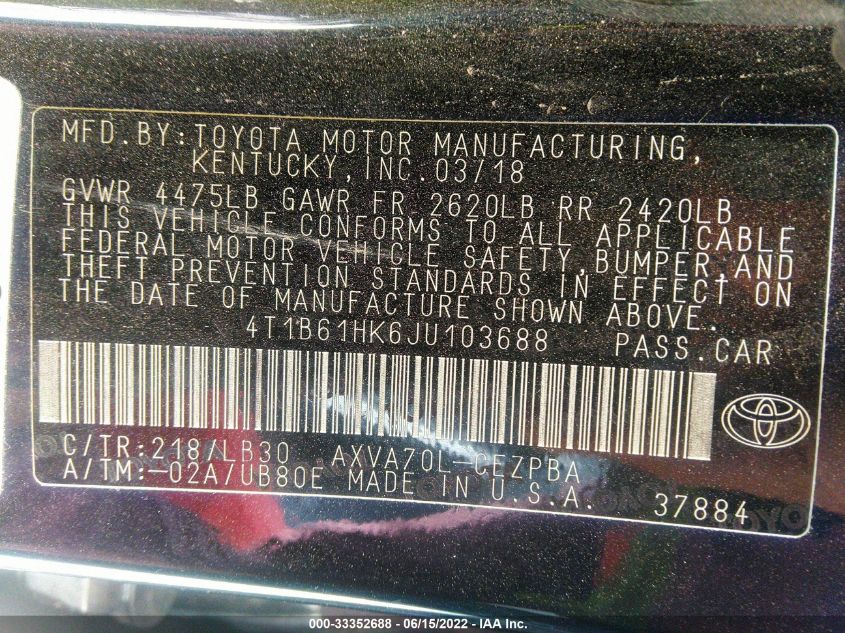 MFD.BY:TOYOTA MOTOR MANUFACTURING,
KENTUCKY,INC.03/18
GVWR 4475LB GAWR FR 2620LB RR 2420LB
THIS VEHICLE CONFORMS TO ALL APPLICABLE
FEDERAL MOTOR VEHICLE SAFETY,BUMPER,AND
THEFT PREVENTION STANDARDS IN EFFECT ON
THE DATE OF MANUFACTURE SHOWN ABOVE.
4T1B61HK6JU103688 PASS.CAR
C/TR:218/LB30 AXVA70L-CEZPBA
A/TM:-02A/UB80E MADE IN U.S.A. 37884
000-33352688 - 06/15/2022 - IAA Inc.